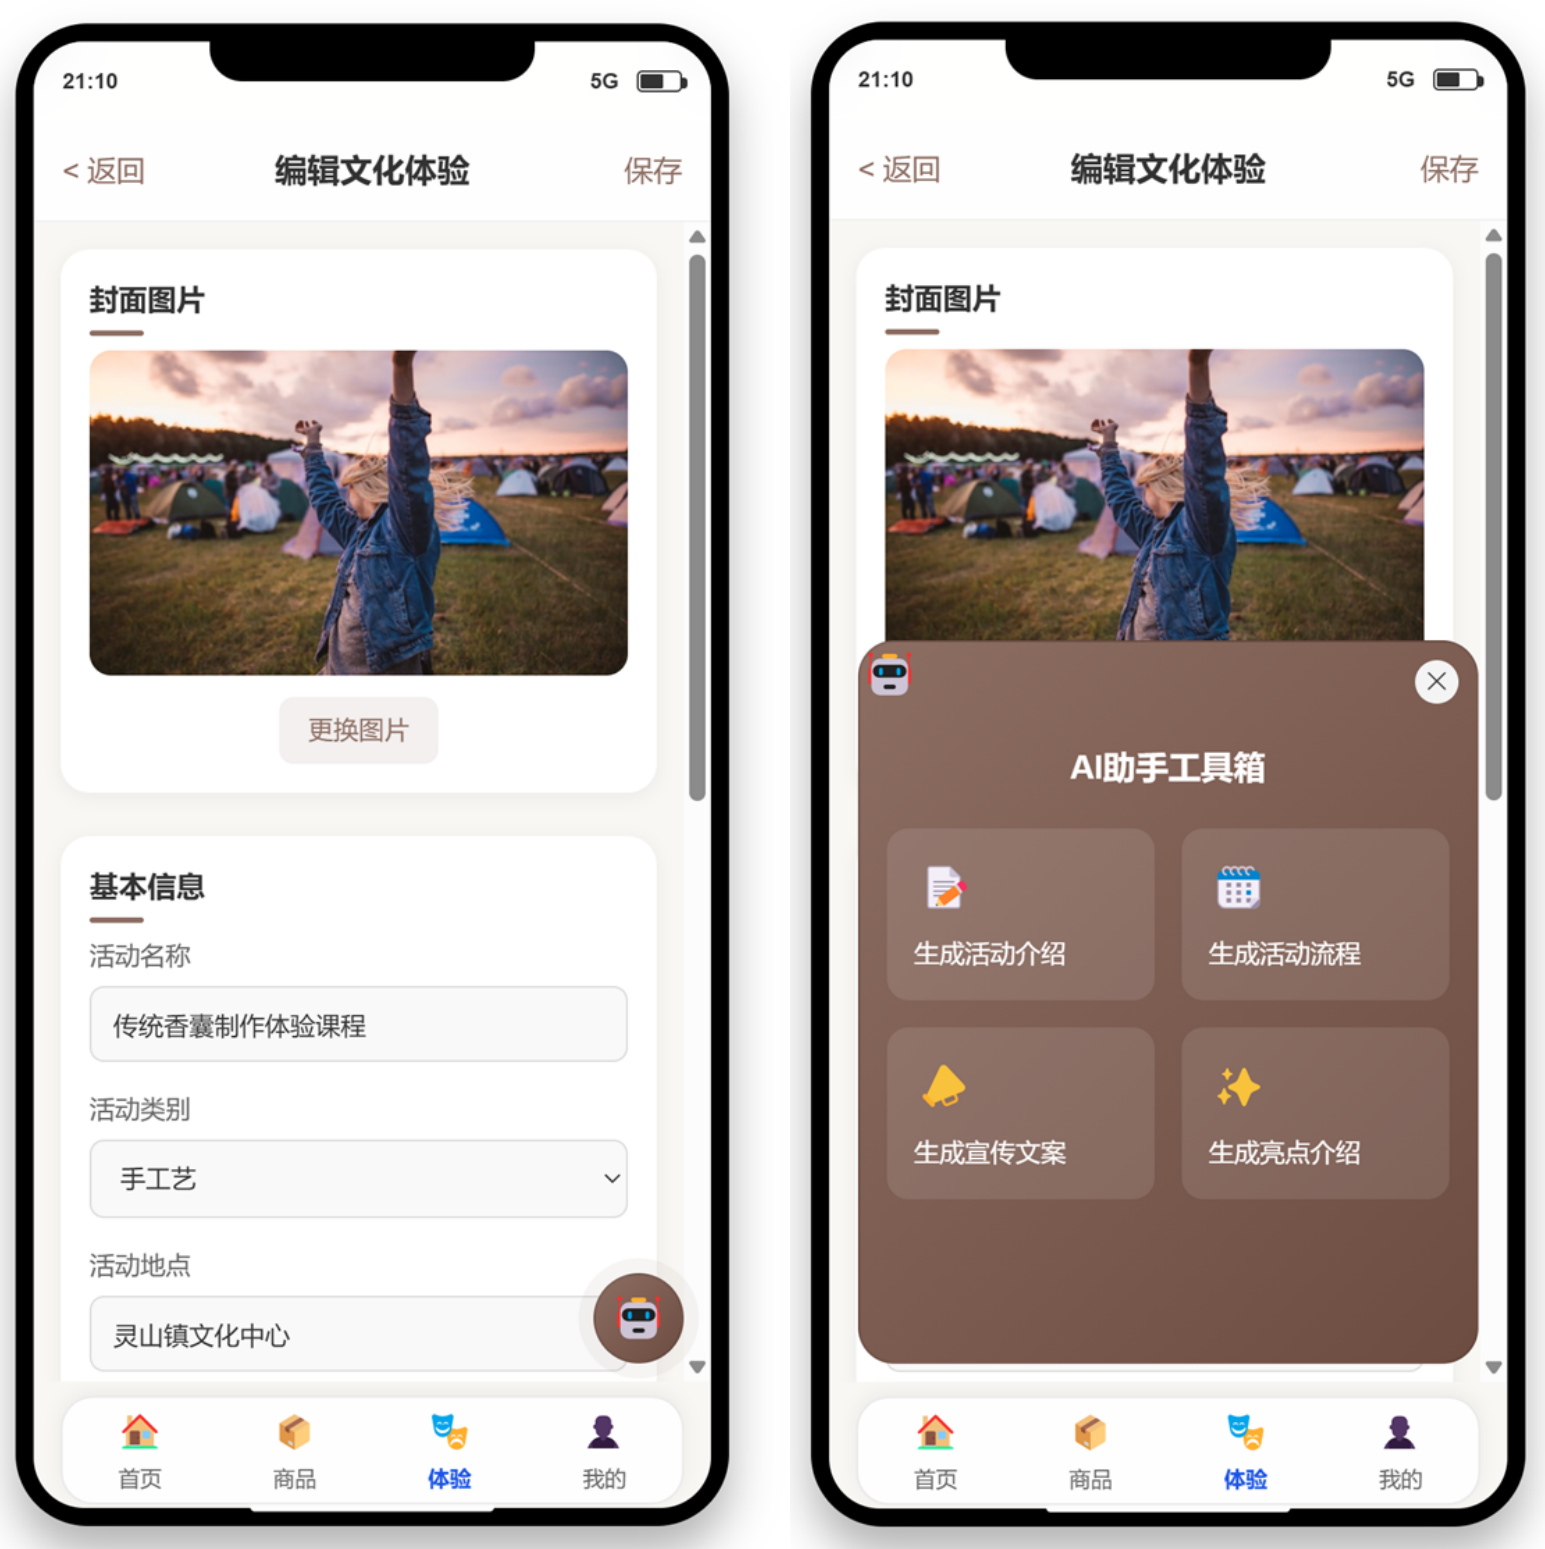 21:10 5G
< 返回 编辑文化体验 保存
封面图片
更换图片
基本信息
活动名称
传统香囊制作体验课程
活动类别
手工艺
活动地点
灵山镇文化中心
首页 商品 体验 我的
21:10 5G
< 返回 编辑文化体验 保存
封面图片
AI助手工具箱
生成活动介绍 生成活动流程
生成宣传文案 生成亮点介绍
首页 商品 体验 我的